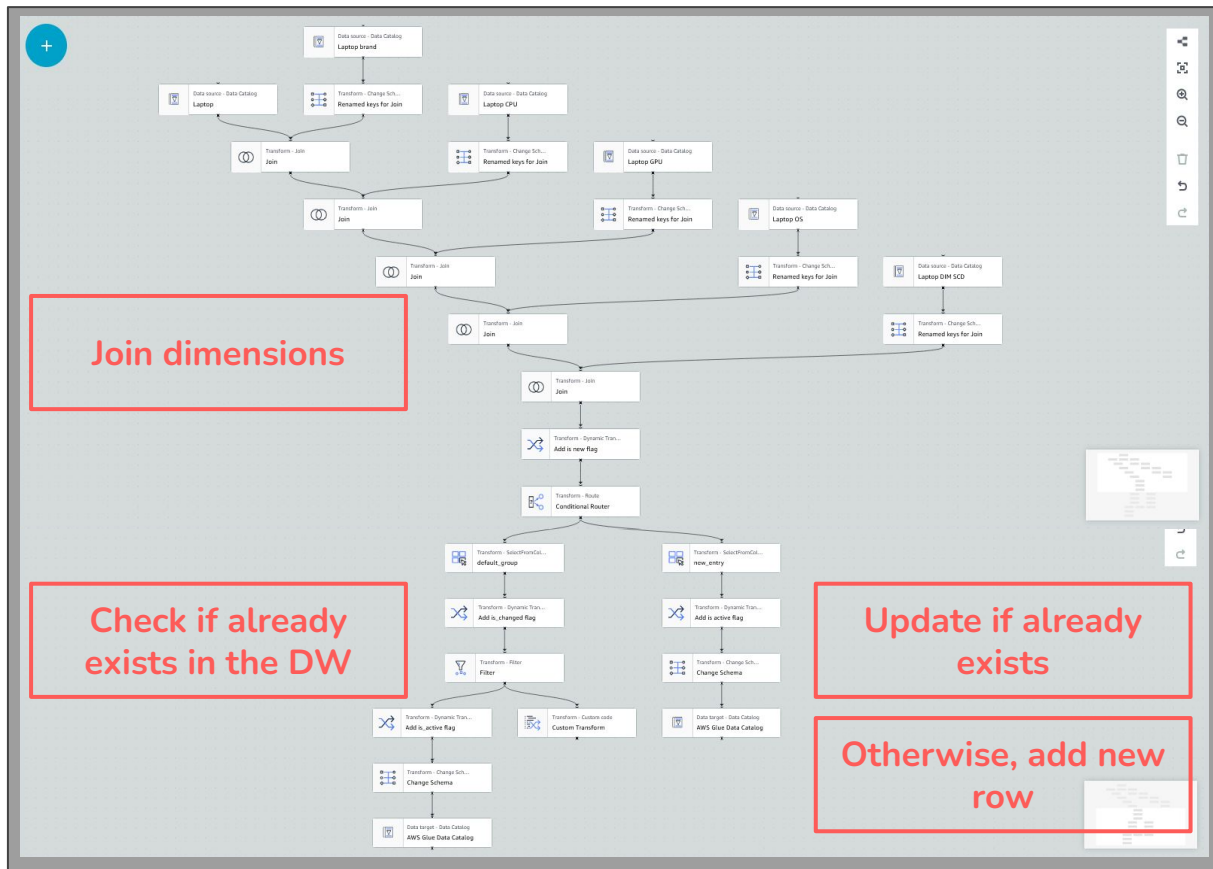 +
Data source - Data Catalog
Laptop brand
Data source - Data Catalog
Laptop
Transform - Change Sch...
Renamed keys for Join
Data source - Data Catalog
Laptop CPU
Transform - Join
Join
Transform - Change Sch...
Renamed keys for Join
Data source - Data Catalog
Laptop GPU
Transform - Join
Join
Transform - Change Sch...
Renamed keys for Join
Data source - Data Catalog
Laptop OS
Transform - Join
Join
Transform - Change Sch...
Renamed keys for Join
Data source - Data Catalog
Laptop DIM SCD
Join dimensions
Transform - Join
Join
Transform - Change Sch...
Renamed keys for Join
Transform - Join
Join
Transform - Dynamic Tran...
Add is new flag
Transform - Route
Conditional Router
Transform - SelectFromCol...
default_group
Transform - SelectFromCol...
new_entry
Check if already
exists in the DW
Transform - Dynamic Tran...
Add is_changed flag
Transform - Dynamic Tran...
Add is active flag
Update if already
exists
Transform - Filter
Filter
Transform - Change Sch...
Change Schema
Transform - Dynamic Tran...
Add is_active flag
Transform - Custom code
Custom Transform
Data target - Data Catalog
AWS Glue Data Catalog
Otherwise, add new
row
Transform - Change Sch...
Change Schema
Data target - Data Catalog
AWS Glue Data Catalog